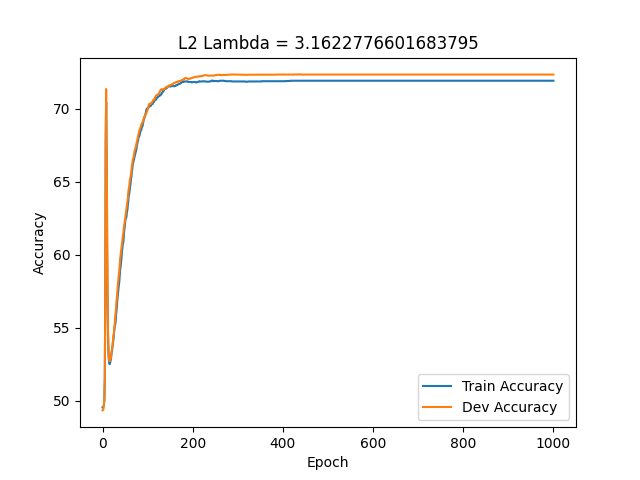 L2 Lambda = 3.1622776601683795
Accuracy
70
65
60
55
50
0 200 400 600 800 1000
Epoch
Train Accuracy
Dev Accuracy